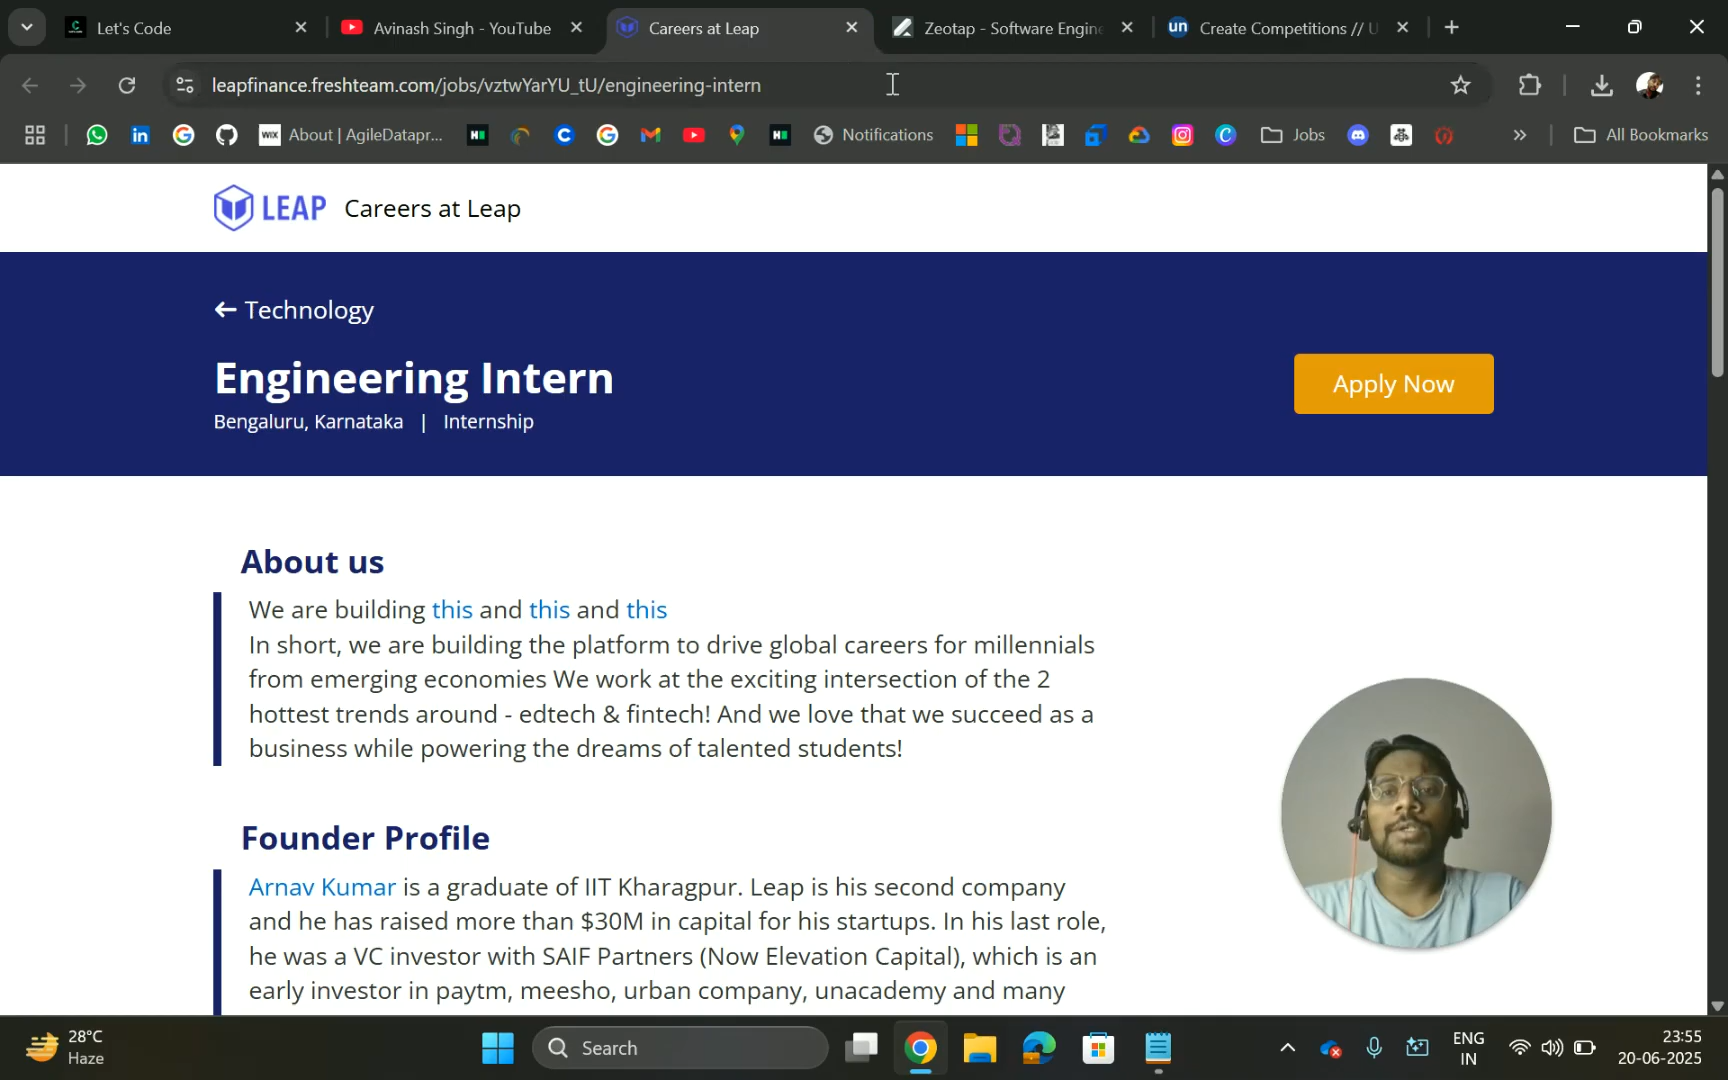 Let's Code
Avinash Singh - YouTube
Careers at Leap
Zeotap - Software Engine
un
Create Competitions // U
leapfinance.freshteam.com/jobs/vztwYarYU_tU/engineering-intern
WIX About | AgileDatapr...
Notifications
Jobs
All Bookmarks
LEAP Careers at Leap
← Technology
Engineering Intern
Bengaluru, Karnataka | Internship
Apply Now
About us
We are building this and this and this
In short, we are building the platform to drive global careers for millennials
from emerging economies We work at the exciting intersection of the 2
hottest trends around - edtech & fintech! And we love that we succeed as a
business while powering the dreams of talented students!
Founder Profile
Arnav Kumar is a graduate of IIT Kharagpur. Leap is his second company
and he has raised more than $30M in capital for his startups. In his last role,
he was a VC investor with SAIF Partners (Now Elevation Capital), which is an
early investor in paytm, meesho, urban company, unacademy and many
28°C
Haze
Search
ENG
IN
23:55
20-06-2025